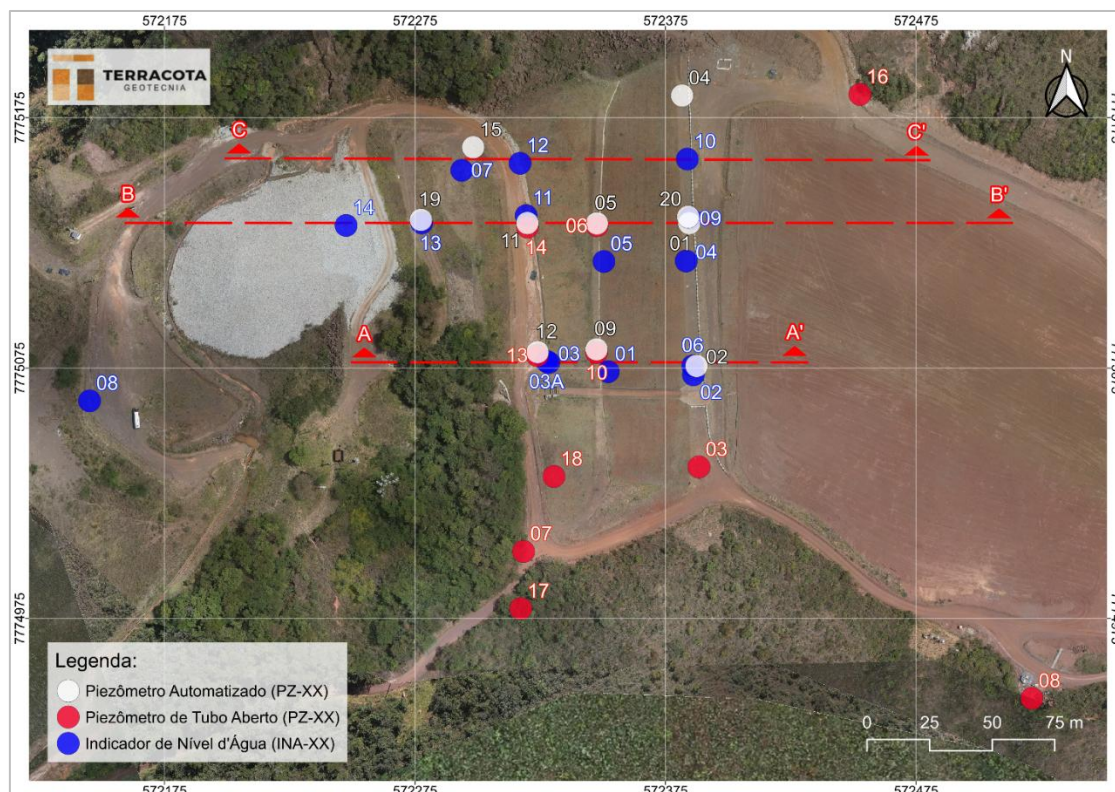 572175 572275 572375 572475
TERRACOTA
GEOTECNIA
N
04
16
7775175
7775175
C
15
12
10
C'
07
B
19
11
05
20
B'
14
06
09
13
11
14
01
05
04
A
12
09
06
A'
13
03
01
02
7775075
7775075
03A
10
02
08
18
03
07
17
7774975
7774975
08
Legenda:
Piezômetro Automatizado (PZ-XX)
Piezômetro de Tubo Aberto (PZ-XX)
Indicador de Nível d'Água (INA-XX)
0 25 50 75 m
572175 572275 572375 572475